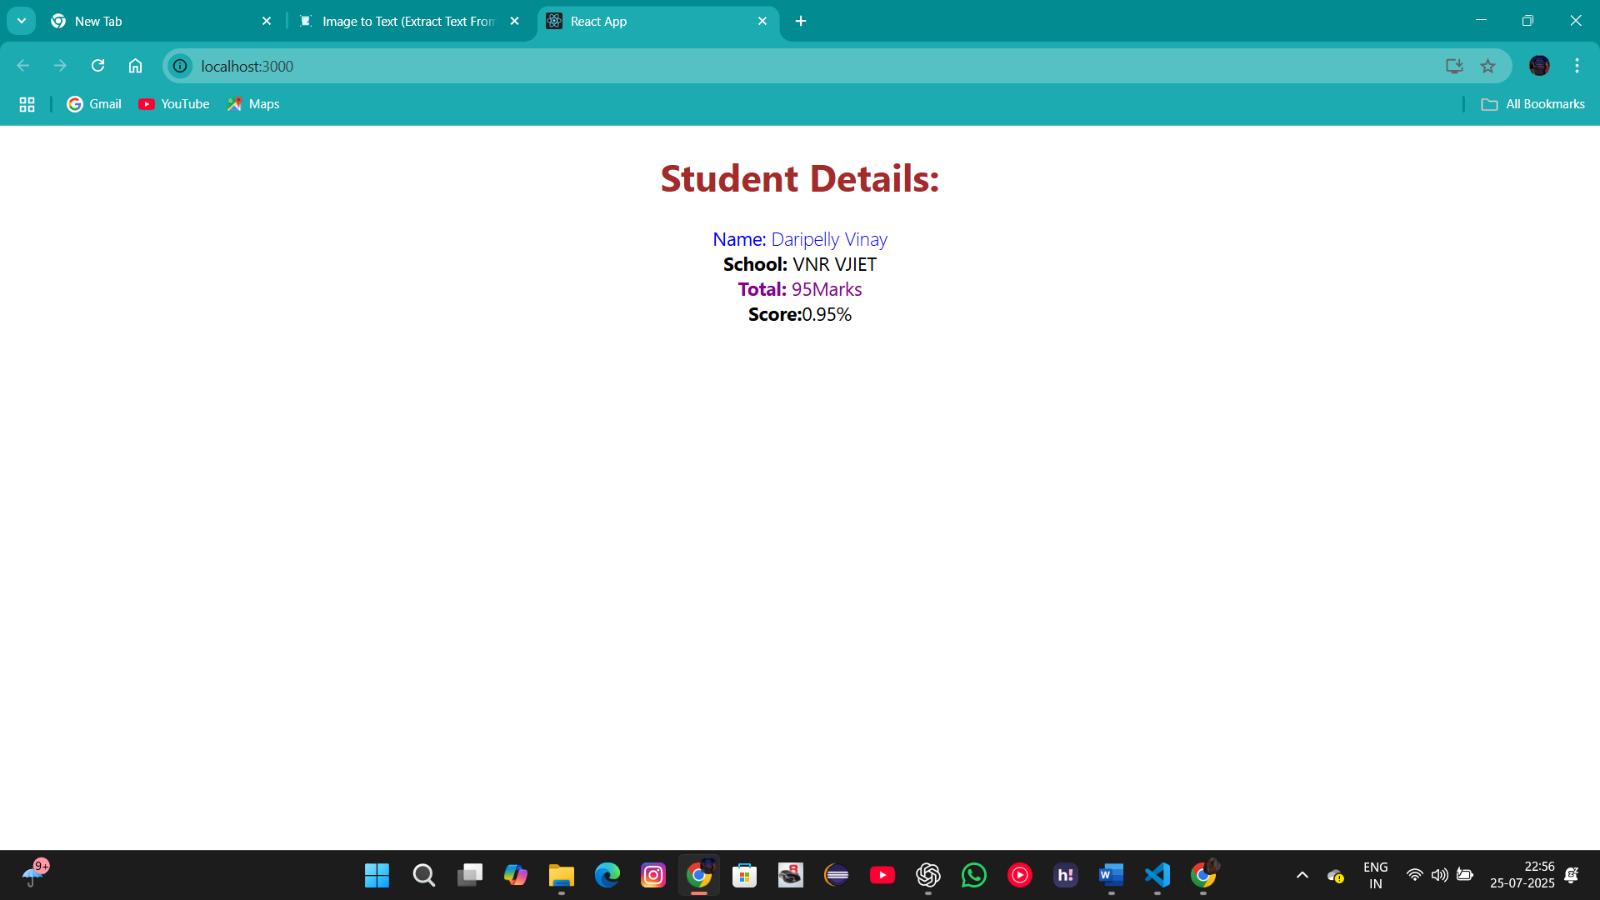 New Tab
Image to Text (Extract Text From
React App
localhost:3000
Gmail
YouTube
Maps
All Bookmarks
Student Details:
Name: Daripelly Vinay
School: VNR VJIET
Total: 95Marks
Score:0.95%
9+
h!
ENG
IN
22:56
25-07-2025